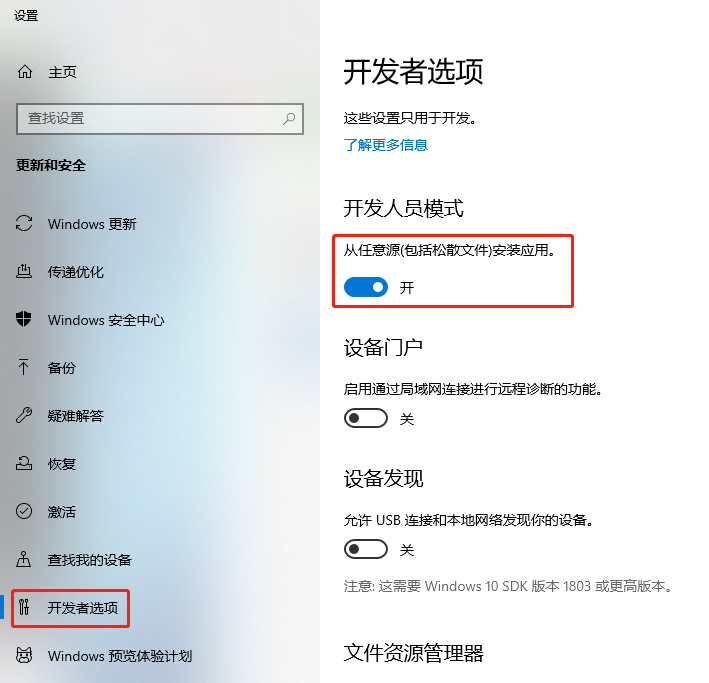 设置
主页
查找设置
更新和安全
Windows 更新
传递优化
Windows 安全中心
备份
疑难解答
恢复
激活
查找我的设备
开发者选项
Windows 预览体验计划
开发者选项
这些设置只用于开发。
了解更多信息
开发人员模式
从任意源(包括松散文件)安装应用。
开
设备门户
启用通过局域网连接进行远程诊断的功能。
关
设备发现
允许 USB 连接和本地网络发现你的设备。
关
注意: 这需要 Windows 10 SDK 版本 1803 或更高版本。
文件资源管理器